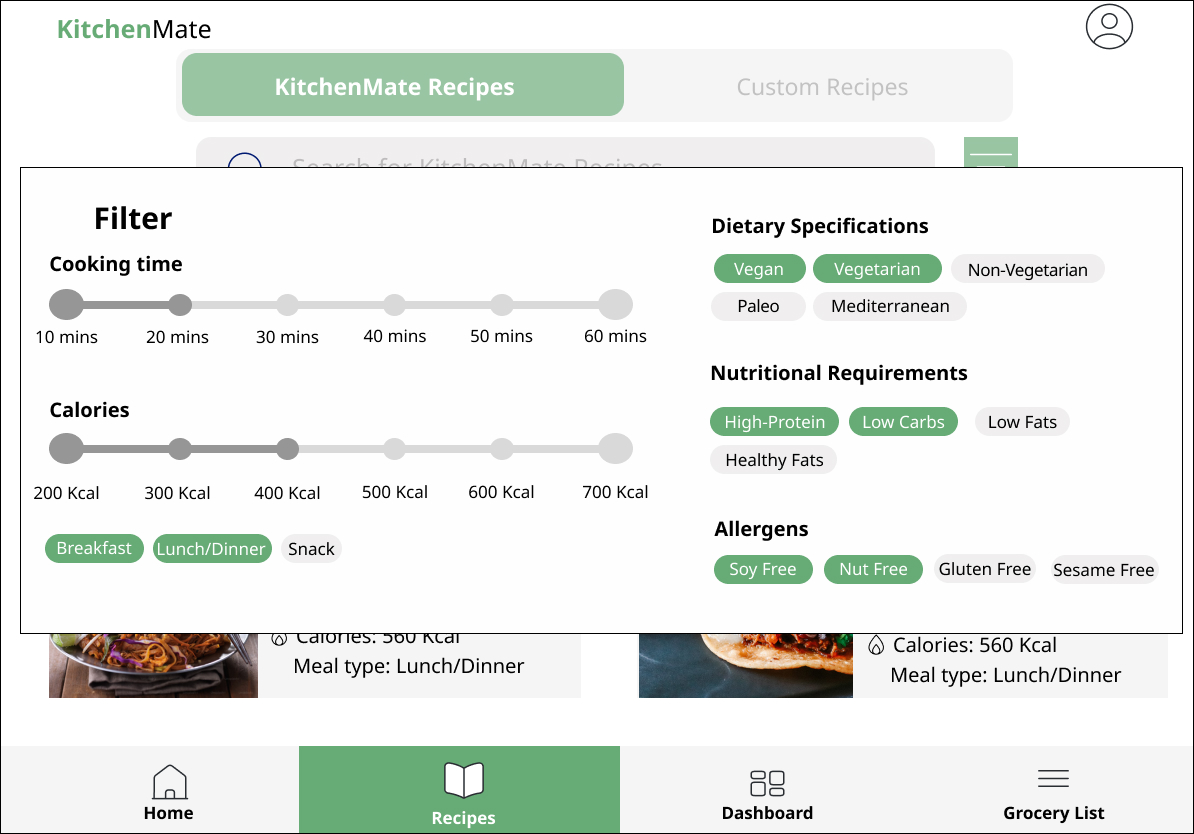 KitchenMate
KitchenMate Recipes
Custom Recipes
Search for KitchenMate Recipes
Filter
Cooking time
10 mins 20 mins 30 mins 40 mins 50 mins 60 mins
Calories
200 Kcal 300 Kcal 400 Kcal 500 Kcal 600 Kcal 700 Kcal
Breakfast Lunch/Dinner Snack
Dietary Specifications
Vegan Vegetarian Non-Vegetarian
Paleo Mediterranean
Nutritional Requirements
High-Protein Low Carbs Low Fats
Healthy Fats
Allergens
Soy Free Nut Free Gluten Free Sesame Free
Calories: 560 Kcal
Meal type: Lunch/Dinner
Calories: 560 Kcal
Meal type: Lunch/Dinner
Home Recipes Dashboard Grocery List